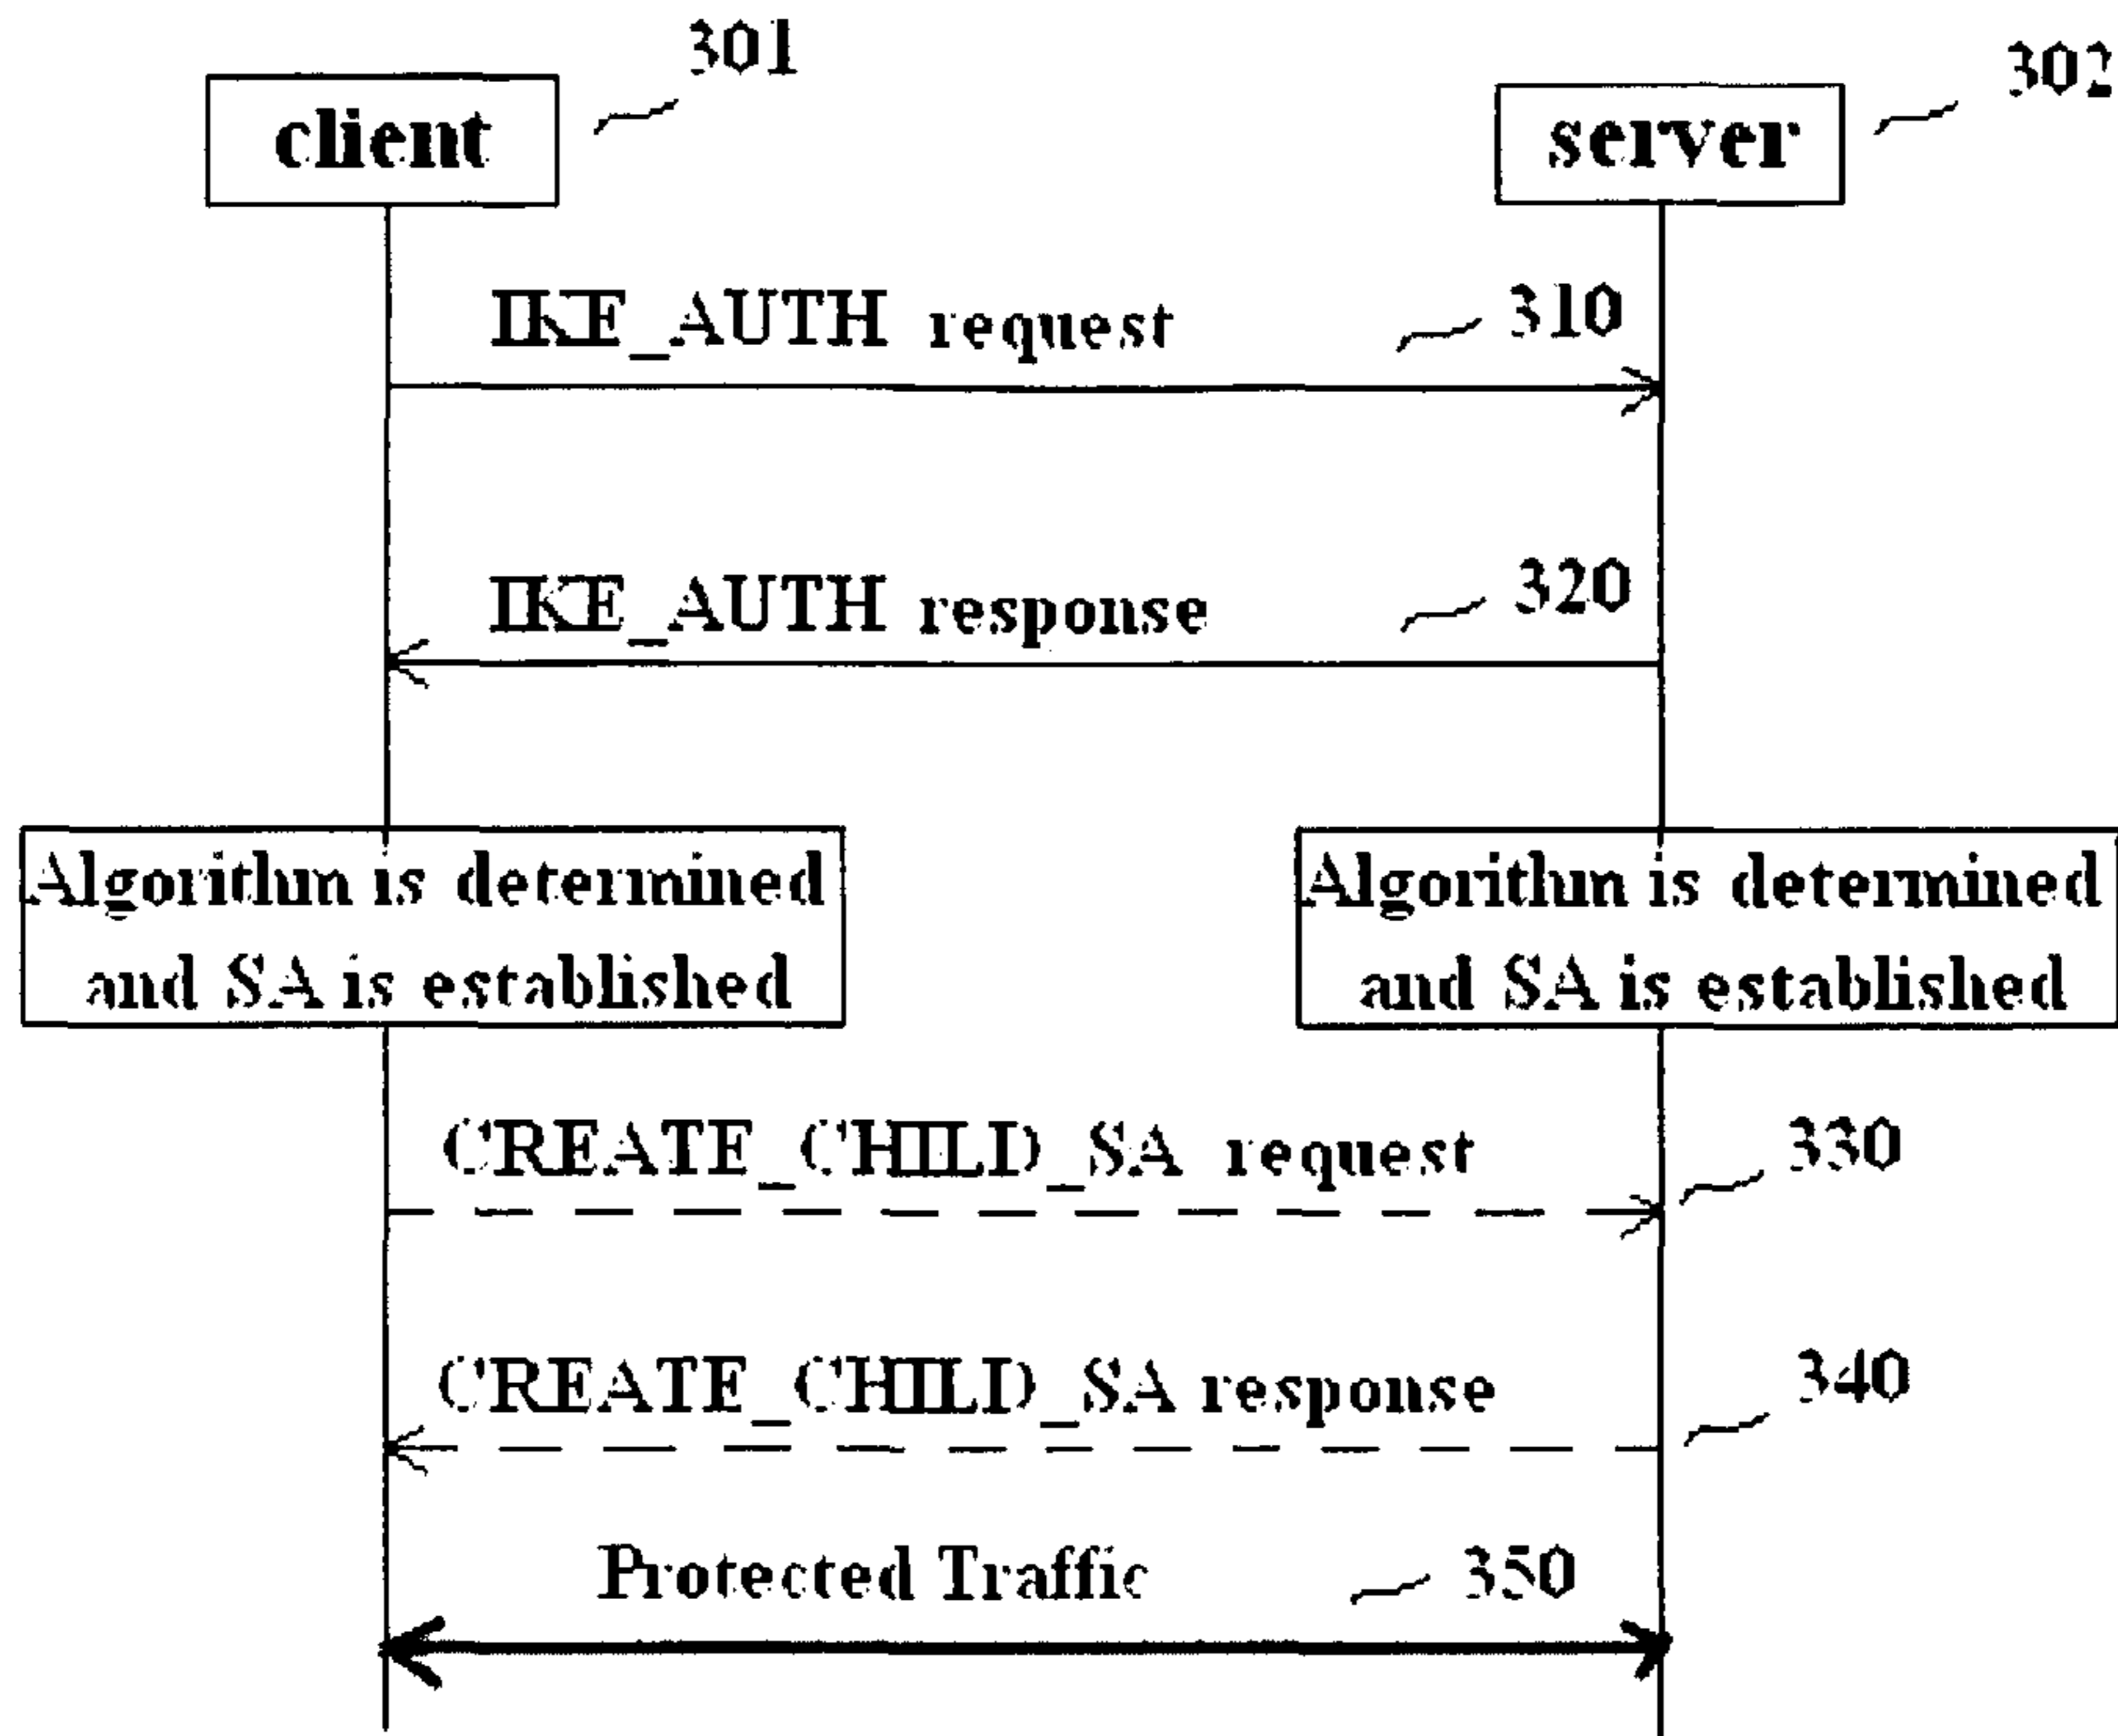 301
302
client
server
IKE_AUTH request
310
IKE_AUTH response
320
Algorithm is determined
and SA is established
Algorithm is determined
and SA is established
CREATE_CHILD_SA request
330
CREATE_CHILD_SA response
340
Protected Traffic
350